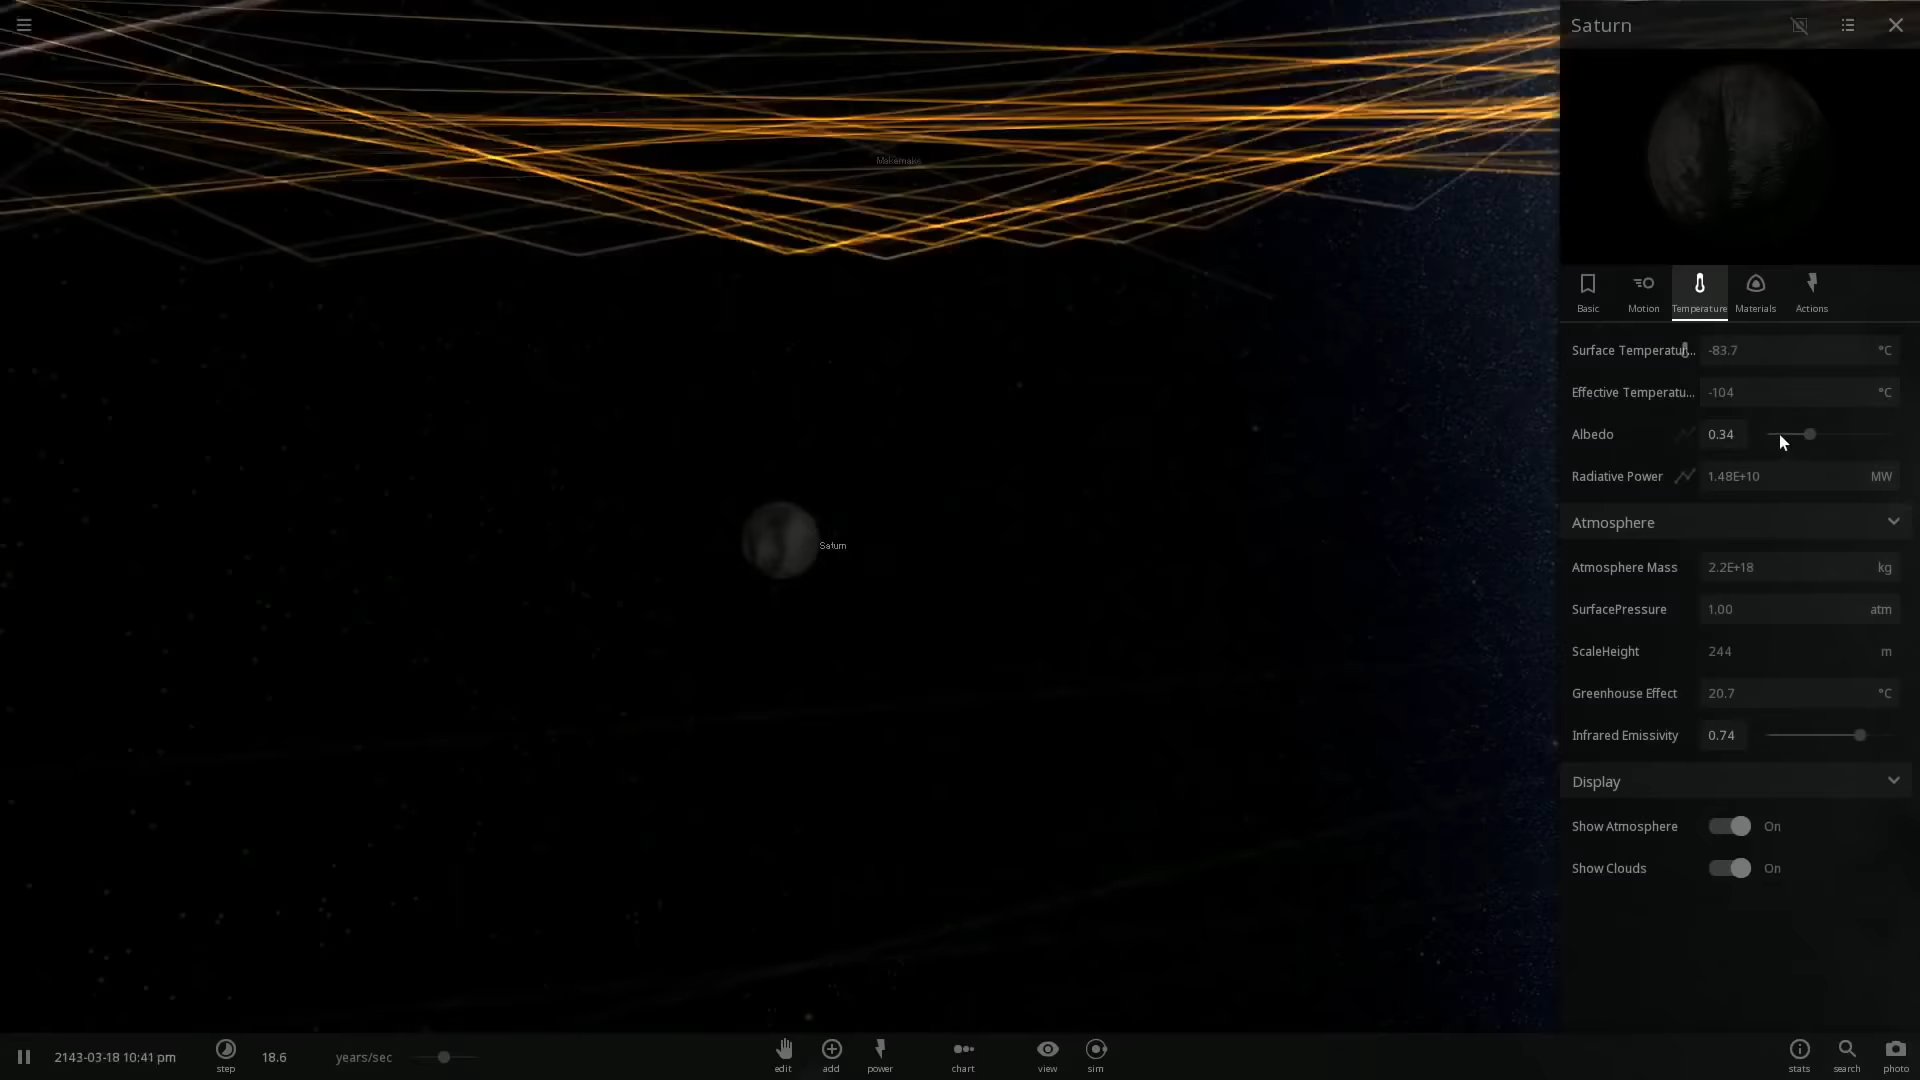 Saturn
Makemake
Saturn
Basic
Motion
Temperature
Materials
Actions
Surface Temperatur... -83.7 °C
Effective Temperatu... -104 °C
Albedo 0.34
Radiative Power 1.48E+10 MW
Atmosphere
Atmosphere Mass 2.2E+18 kg
SurfacePressure 1.00 atm
ScaleHeight 244 m
Greenhouse Effect 20.7 °C
Infrared Emissivity 0.74
Display
Show Atmosphere On
Show Clouds On
2143-03-18 10:41 pm
step
18.6 years/sec
edit
add
power
chart
view
sim
stats
search
photo